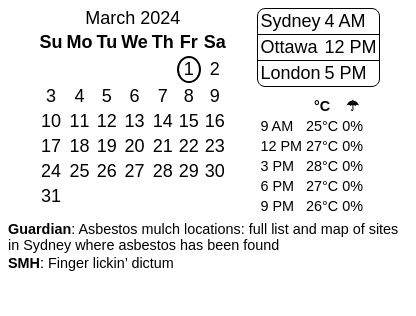 March 2024
Su Mo Tu We Th Fr Sa
1 2
3 4 5 6 7 8 9
10 11 12 13 14 15 16
17 18 19 20 21 22 23
24 25 26 27 28 29 30
31
Sydney 4 AM
Ottawa 12 PM
London 5 PM
°C ☂
9 AM 25°C 0%
12 PM 27°C 0%
3 PM 28°C 0%
6 PM 27°C 0%
9 PM 26°C 0%
Guardian: Asbestos mulch locations: full list and map of sites
in Sydney where asbestos has been found
SMH: Finger lickin’ dictum